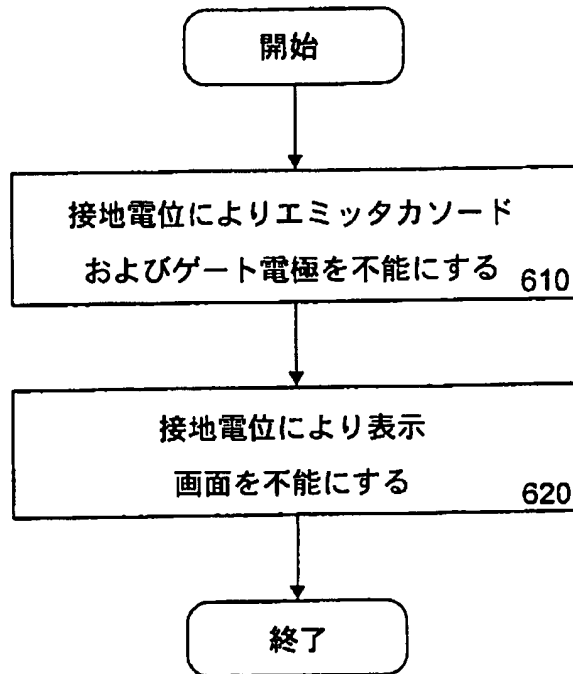 開始
接地電位によりエミッタカソード
およびゲート電極を不能にする
610
接地電位により表示
画面を不能にする
620
終了